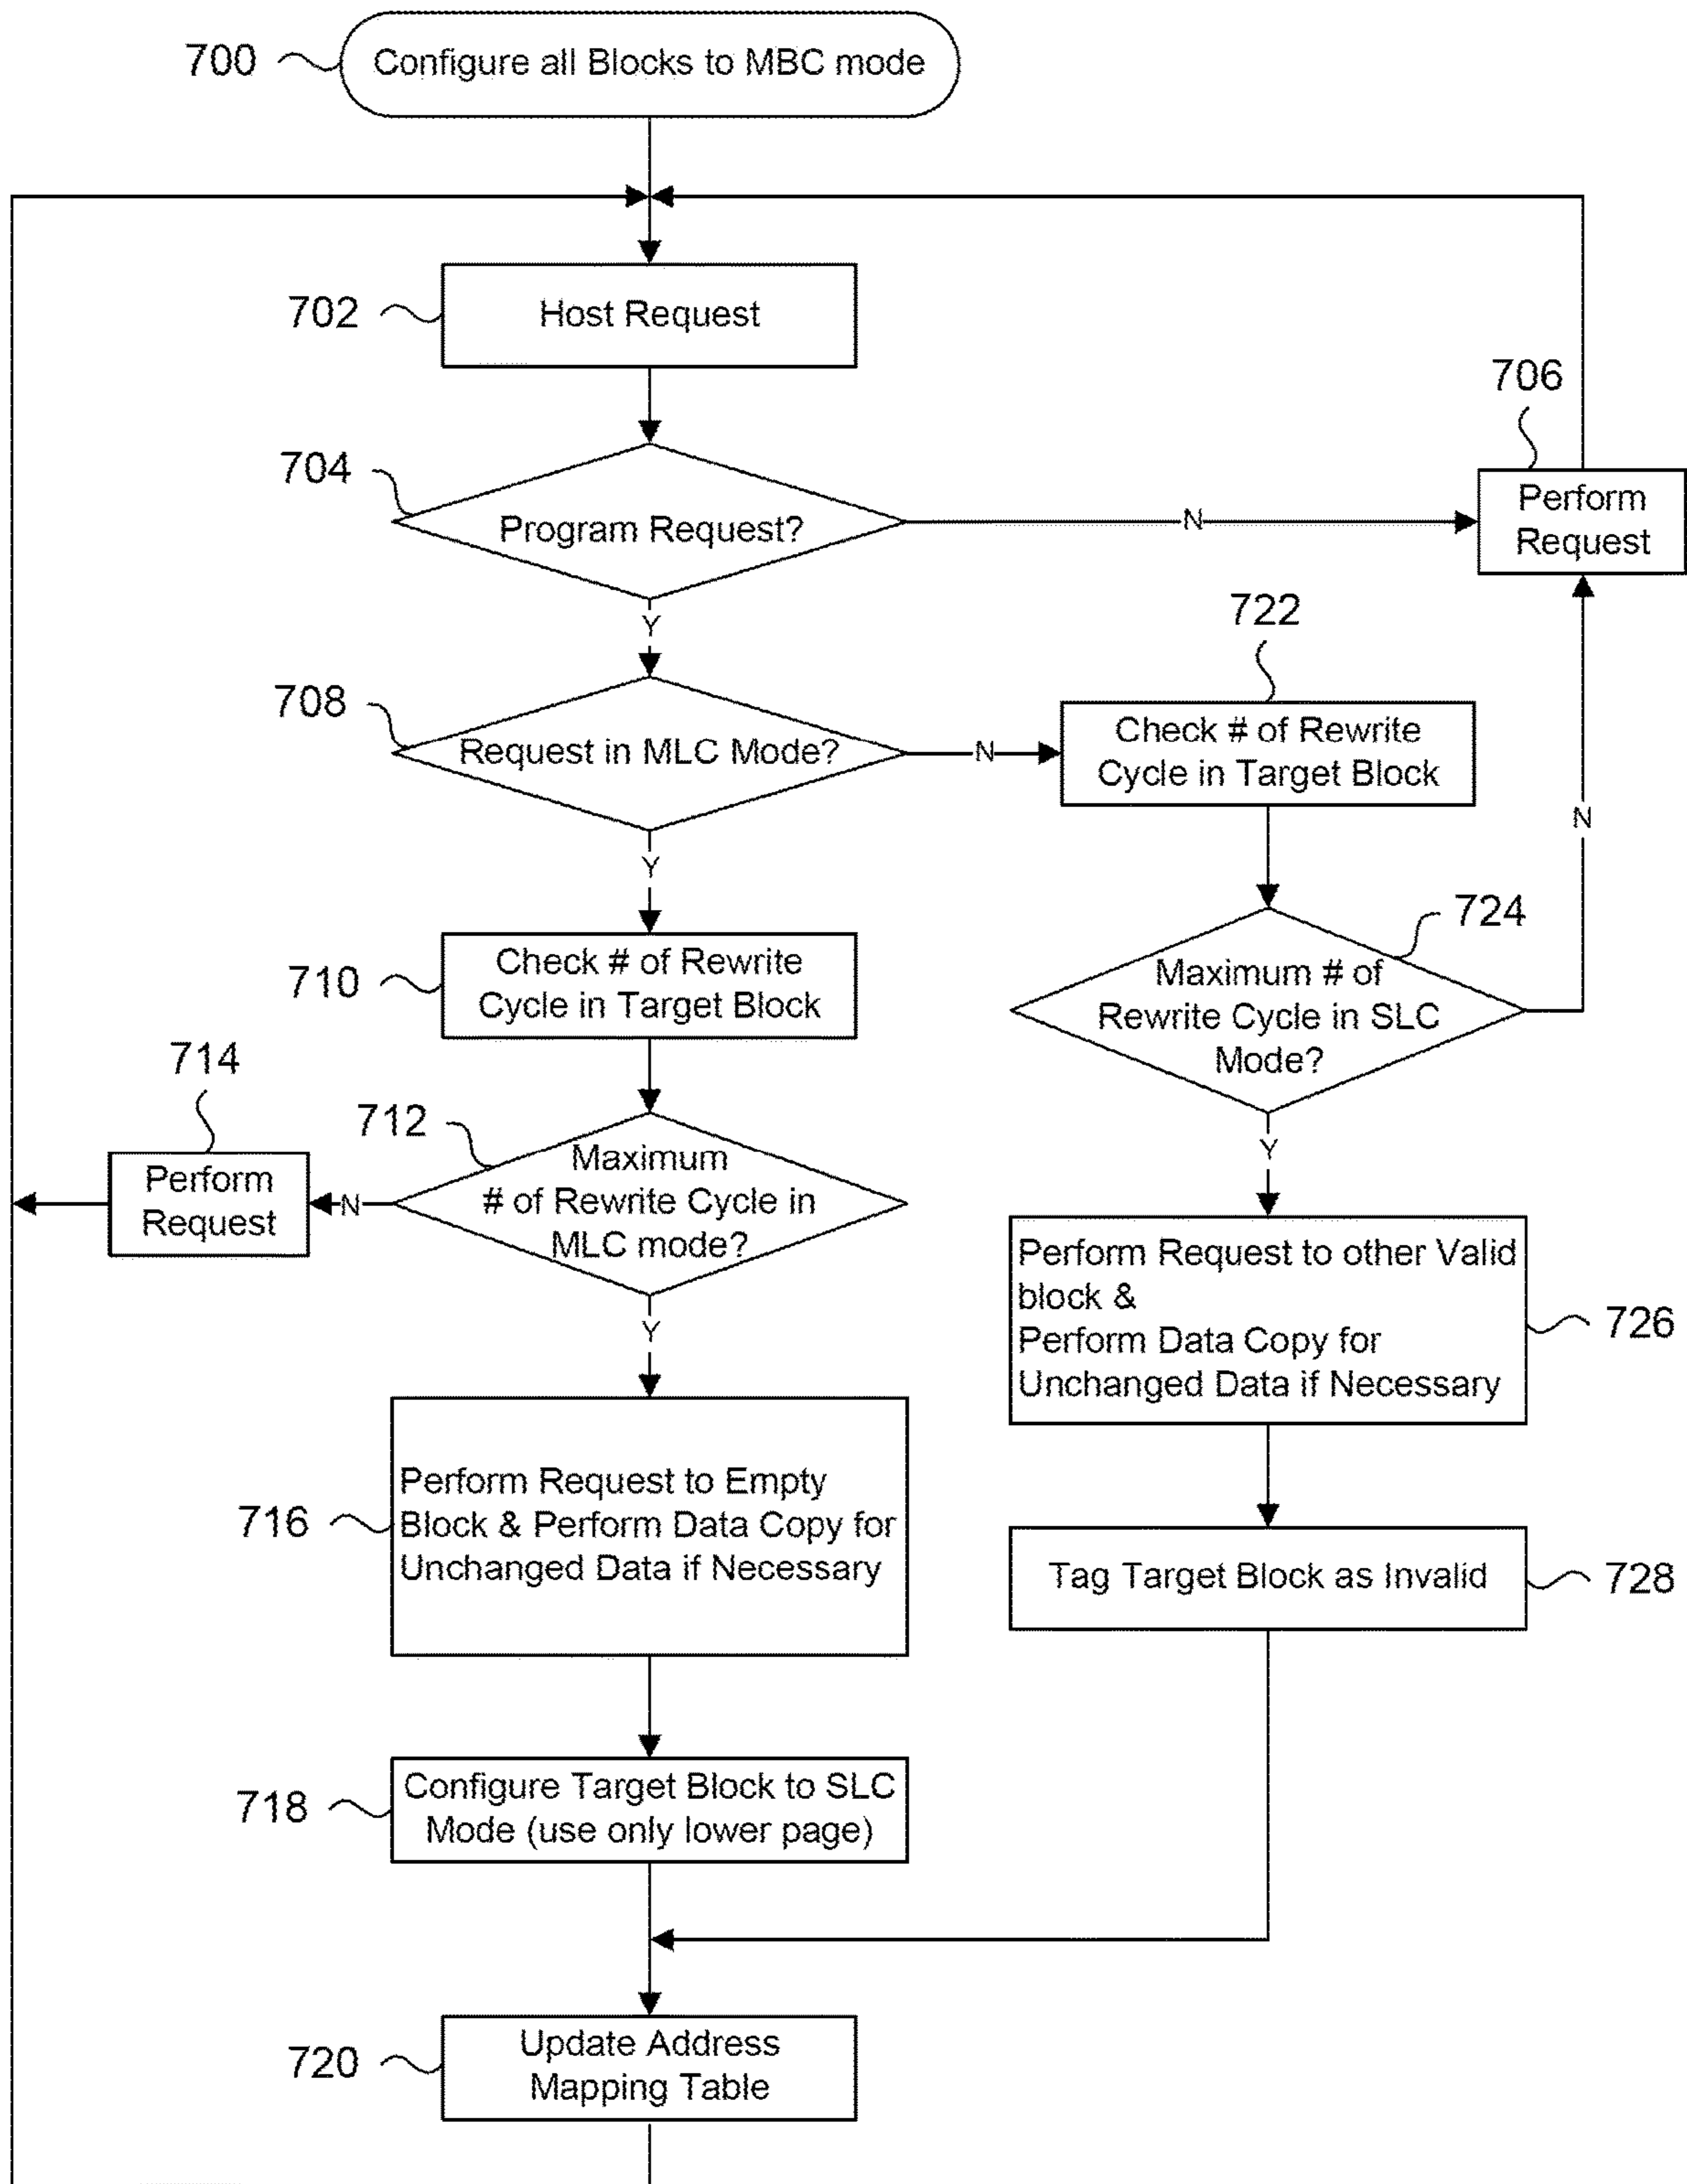 700
Configure all Blocks to MBC mode
702
Host Request
706
Perform
Request
704
Program Request?
N
Y
722
708
Request in MLC Mode?
N
Check # of Rewrite
Cycle in Target Block
N
Y
724
710
Check # of Rewrite
Cycle in Target Block
Maximum # of
Rewrite Cycle in SLC
Mode?
714
712
Y
Perform
Request
N
Maximum
# of Rewrite Cycle in
MLC mode?
Perform Request to other Valid
block &
Perform Data Copy for
Unchanged Data if Necessary
726
Y
716
Perform Request to Empty
Block & Perform Data Copy for
Unchanged Data if Necessary
Tag Target Block as Invalid
728
718
Configure Target Block to SLC
Mode (use only lower page)
720
Update Address
Mapping Table